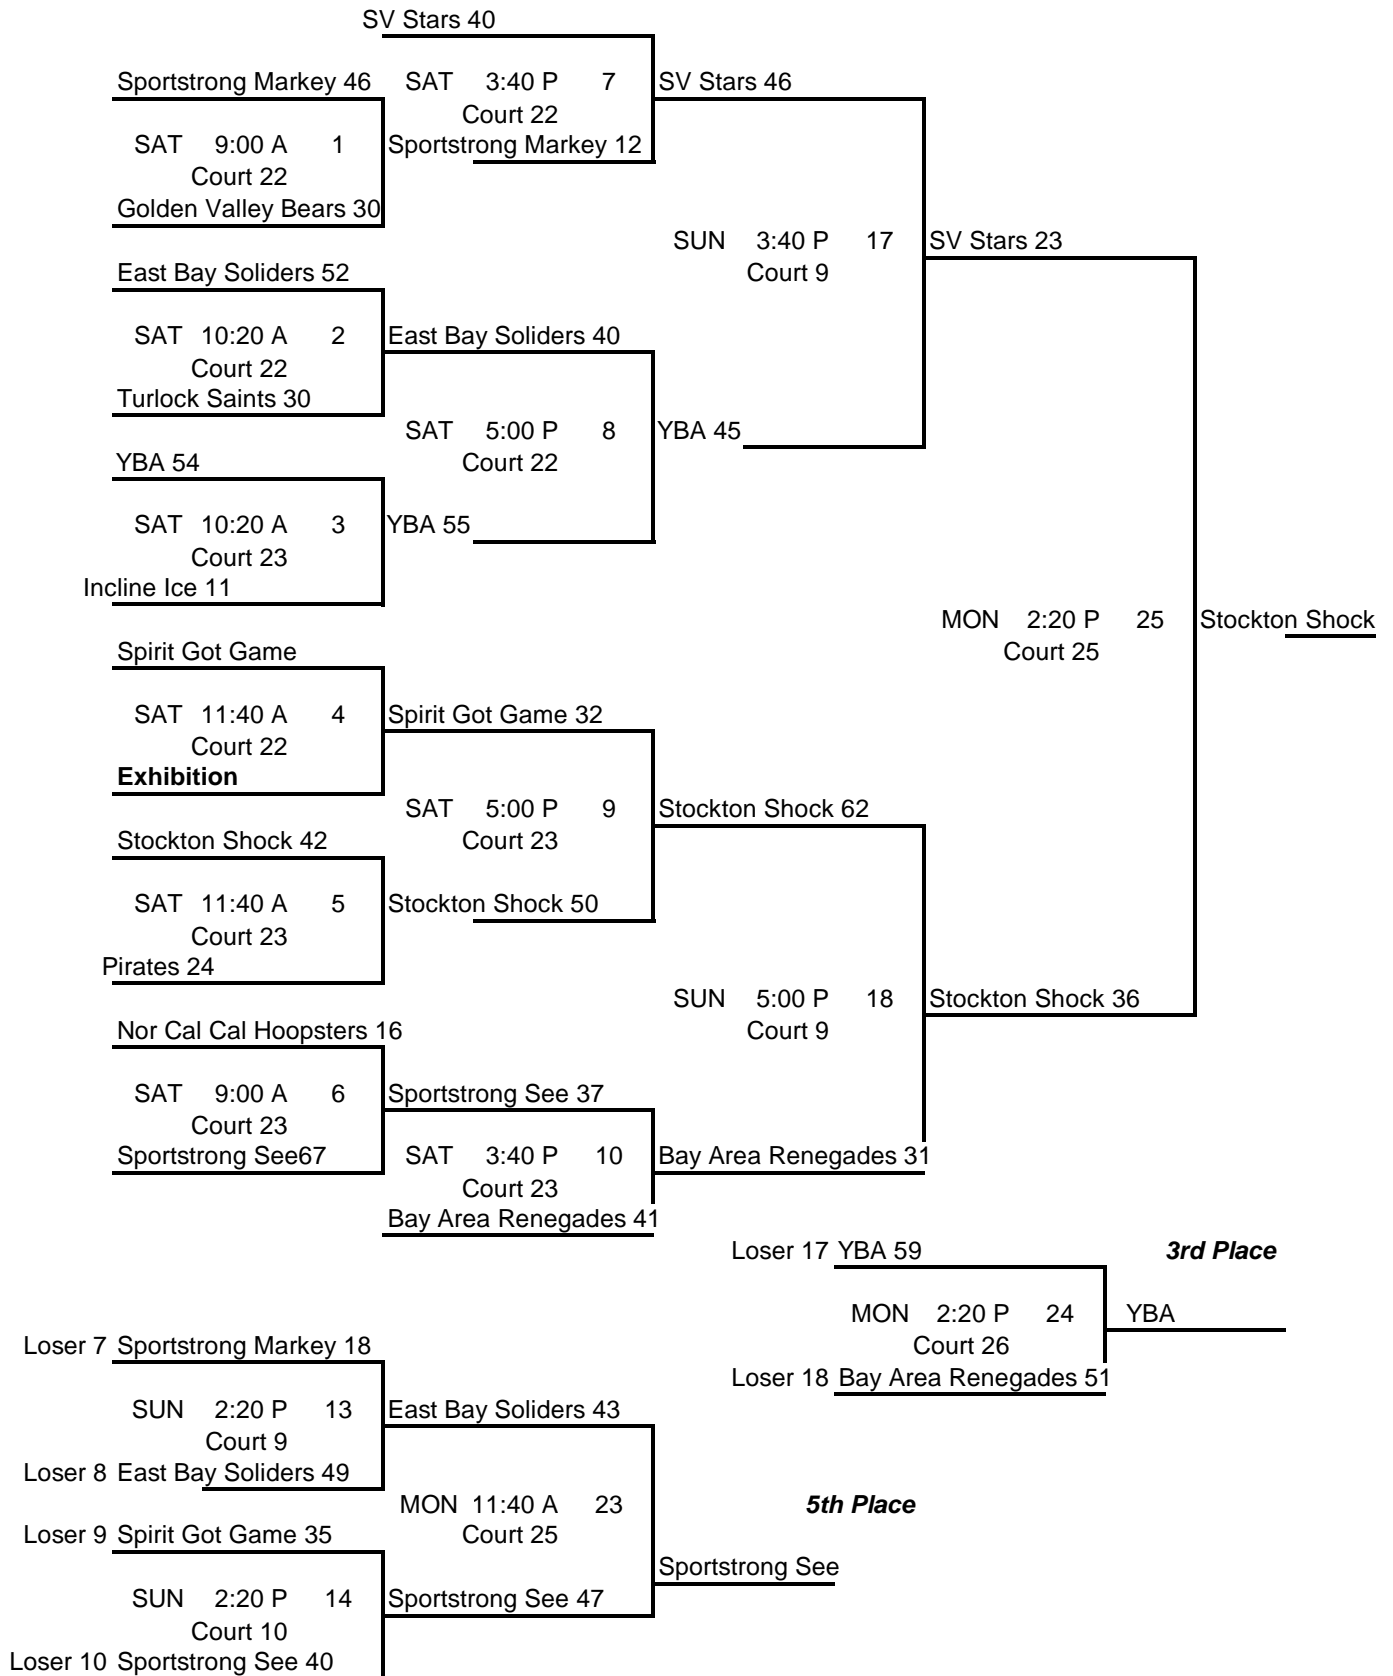 SV Stars 40
Sportstrong Markey 46 SAT 3:40 P 7 SV Stars 46
Court 22
SAT 9:00 A 1 Sportstrong Markey 12
Court 22
Golden Valley Bears 30
SUN 3:40 P 17 SV Stars 23
East Bay Soliders 52 Court 9
SAT 10:20 A 2 East Bay Soliders 40
Court 22
Turlock Saints 30
SAT 5:00 P 8 YBA 45
YBA 54 Court 22
SAT 10:20 A 3 YBA 55
Court 23
Incline Ice 11
MON 2:20 P 25 Stockton Shock
Spirit Got Game Court 25
SAT 11:40 A 4 Spirit Got Game 32
Court 22
Exhibition
SAT 5:00 P 9 Stockton Shock 62
Stockton Shock 42 Court 23
SAT 11:40 A 5 Stockton Shock 50
Court 23
Pirates 24
SUN 5:00 P 18 Stockton Shock 36
Nor Cal Cal Hoopsters 16 Court 9
SAT 9:00 A 6 Sportstrong See 37
Court 23
Sportstrong See67 SAT 3:40 P 10 Bay Area Renegades 31
Court 23
Bay Area Renegades 41
Loser 17 YBA 59 3rd Place
MON 2:20 P 24 YBA
Loser 7 Sportstrong Markey 18 Court 26
Loser 18 Bay Area Renegades 51
SUN 2:20 P 13 East Bay Soliders 43
Court 9
Loser 8 East Bay Soliders 49
MON 11:40 A 23 5th Place
Loser 9 Spirit Got Game 35 Court 25
Sportstrong See
SUN 2:20 P 14 Sportstrong See 47
Court 10
Loser 10 Sportstrong See 40